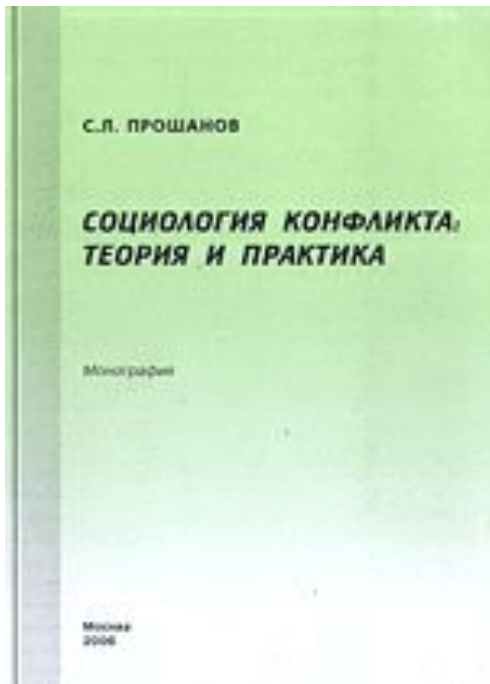 С.Л. ПРОШАНОВ
СОЦИОЛОГИЯ КОНФЛИКТА:
ТЕОРИЯ И ПРАКТИКА
Монография
Москва
2006